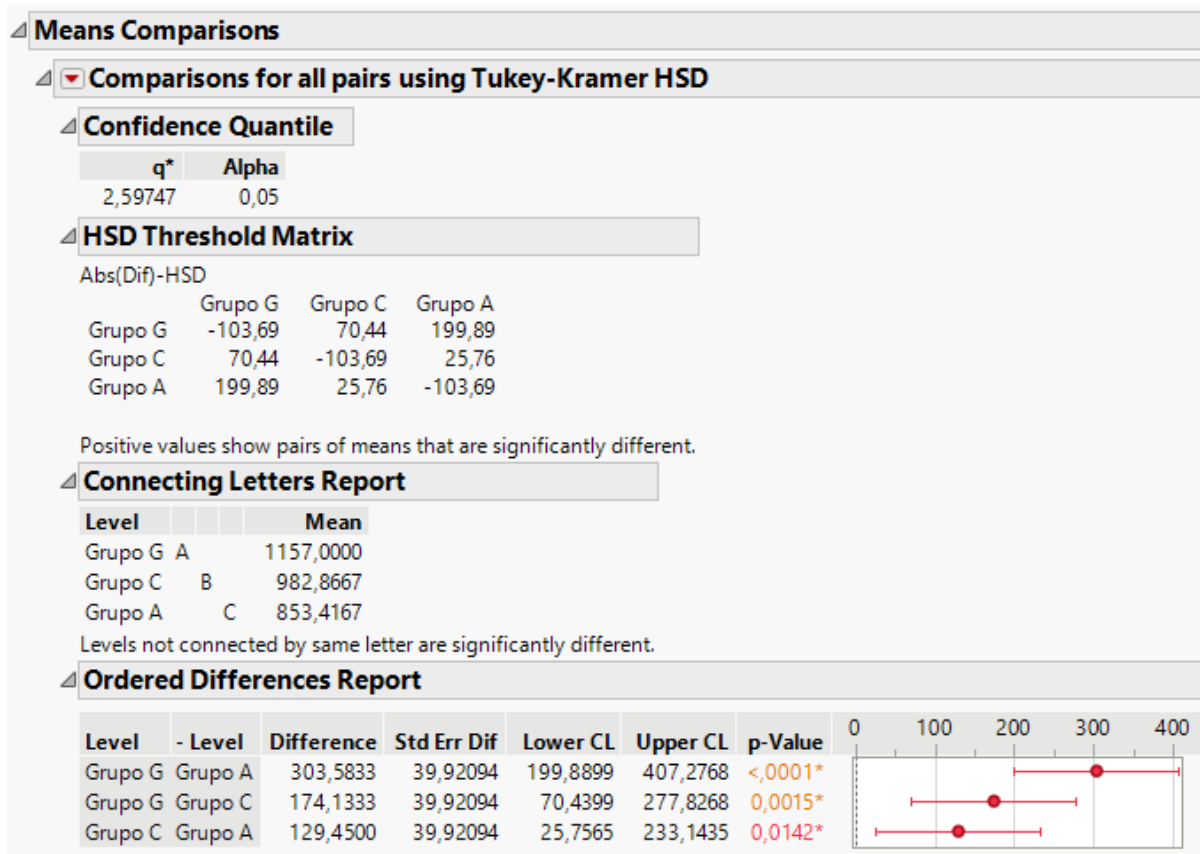 Means Comparisons
Comparisons for all pairs using Tukey-Kramer HSD
Confidence Quantile
q* Alpha
2,59747 0,05
HSD Threshold Matrix
Abs(Dif)-HSD
Grupo G Grupo C Grupo A
Grupo G -103,69 70,44 199,89
Grupo C 70,44 -103,69 25,76
Grupo A 199,89 25,76 -103,69
Positive values show pairs of means that are significantly different.
Connecting Letters Report
Level Mean
Grupo G A 1157,0000
Grupo C B 982,8667
Grupo A C 853,4167
Levels not connected by same letter are significantly different.
Ordered Differences Report
0 100 200 300 400
Level - Level Difference Std Err Dif Lower CL Upper CL p-Value
Grupo G Grupo A 303,5833 39,92094 199,8899 407,2768 <,0001*
Grupo G Grupo C 174,1333 39,92094 70,4399 277,8268 0,0015*
Grupo C Grupo A 129,4500 39,92094 25,7565 233,1435 0,0142*